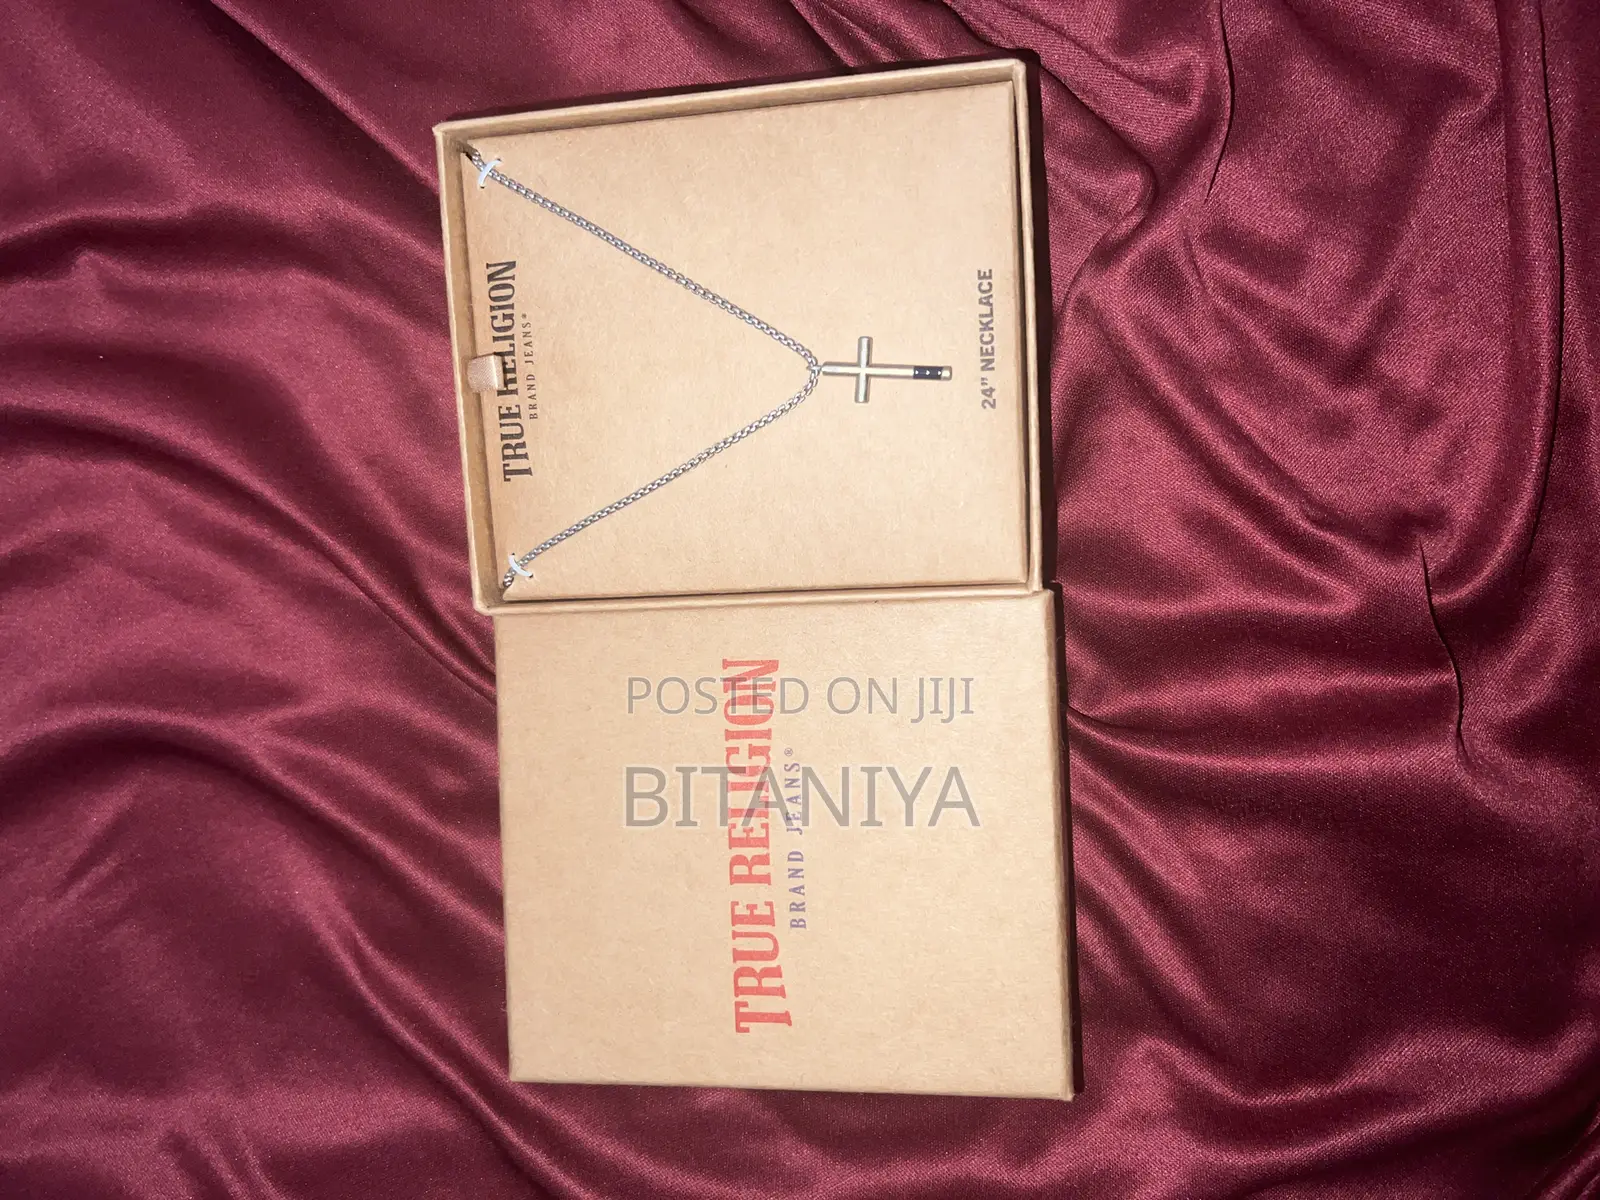 TRUE RELIGION
BRAND JEANS®
24" NECKLACE
TRUE RELIGION
BRAND JEANS®
POSTED ON JIJI
BITANIYA